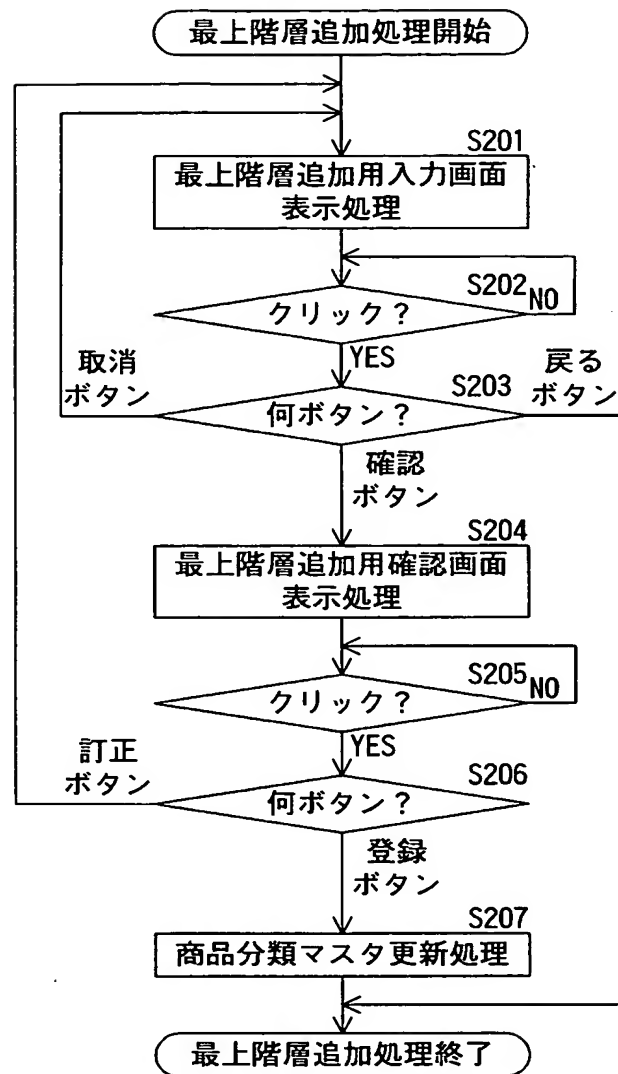 最上階層追加処理開始
S201
最上階層追加用入力画面
表示処理
S202
NO
クリック？
YES
取消
ボタン
S203
戻る
ボタン
何ボタン？
確認
ボタン
S204
最上階層追加用確認画面
表示処理
S205
NO
クリック？
YES
訂正
ボタン
S206
何ボタン？
登録
ボタン
S207
商品分類マスタ更新処理
最上階層追加処理終了